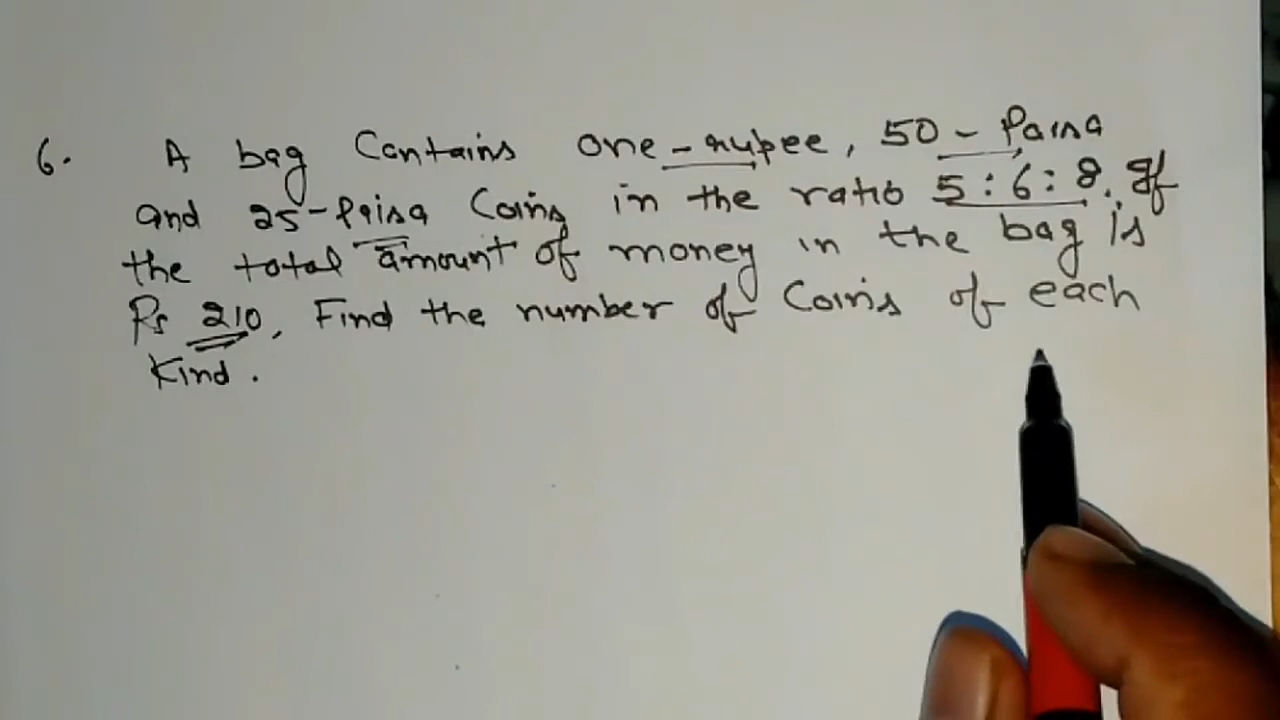 6. A bag Contains one-rupee, 50-Paisa
and 25-Paisa Coins in the ratio 5:6:8. If
the total amount of money in the bag is
Rs 210, Find the number of Coins of each
Kind.